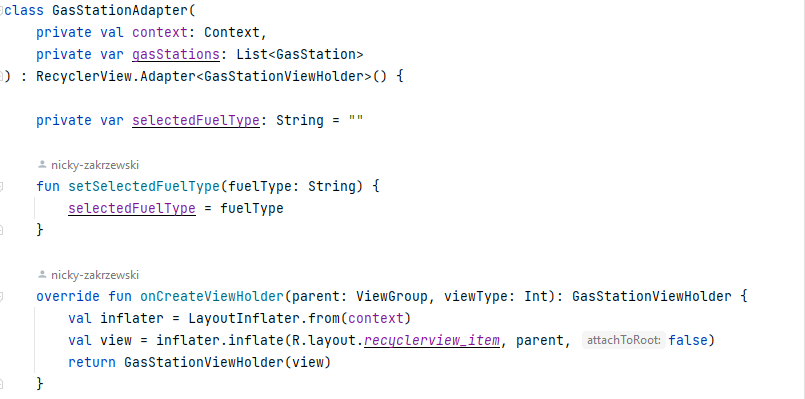 class GasStationAdapter(
    private val context: Context,
    private var gasStations: List<GasStation>
) : RecyclerView.Adapter<GasStationViewHolder>() {
    private var selectedFuelType: String = ""
    nicky-zakrzewski
    fun setSelectedFuelType(fuelType: String) {
        selectedFuelType = fuelType
    }
    nicky-zakrzewski
    override fun onCreateViewHolder(parent: ViewGroup, viewType: Int): GasStationViewHolder {
        val inflater = LayoutInflater.from(context)
        val view = inflater.inflate(R.layout.recyclerview_item, parent, attachToRoot: false)
        return GasStationViewHolder(view)
    }